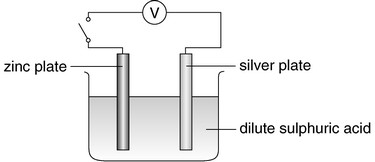 V
zinc plate
silver plate
dilute sulphuric acid